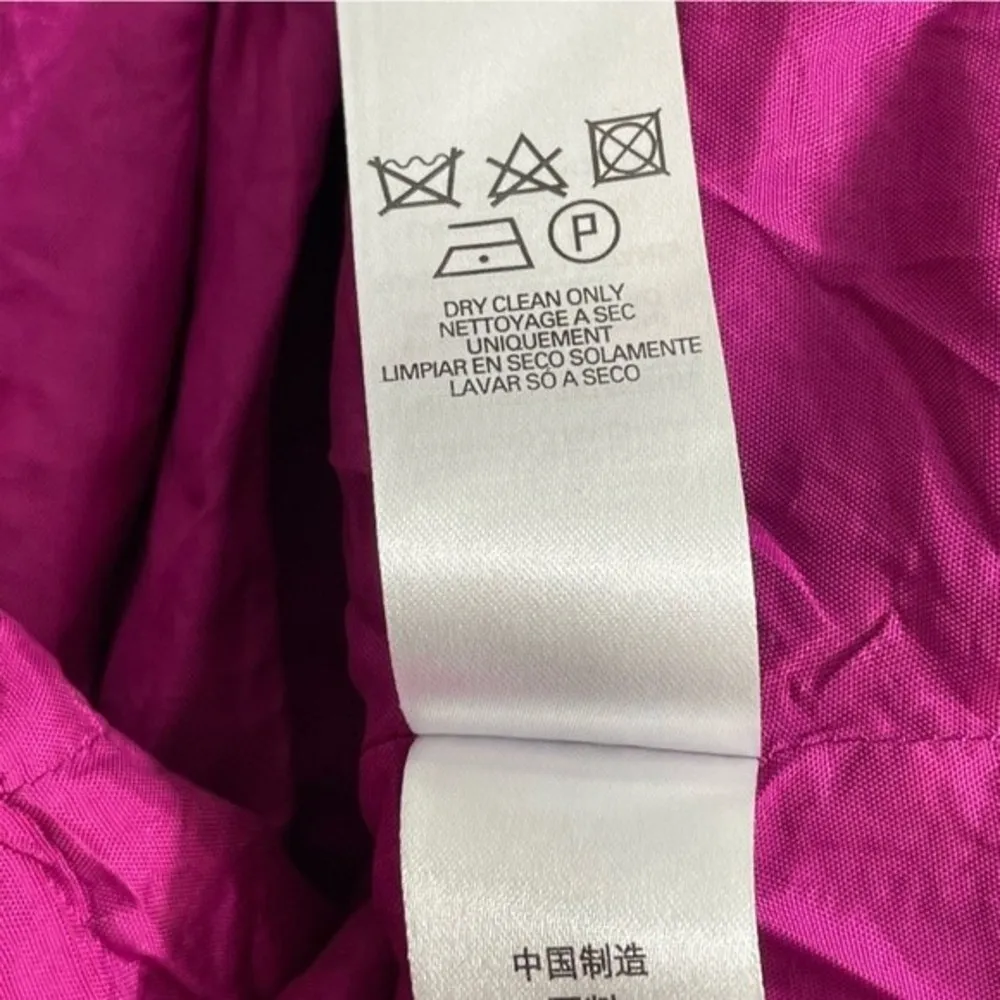 P
DRY CLEAN ONLY
NETTOYAGE A SEC
UNIQUEMENT
LIMPIAR EN SECO SOLAMENTE
LAVAR SÓ A SECO
中国制造